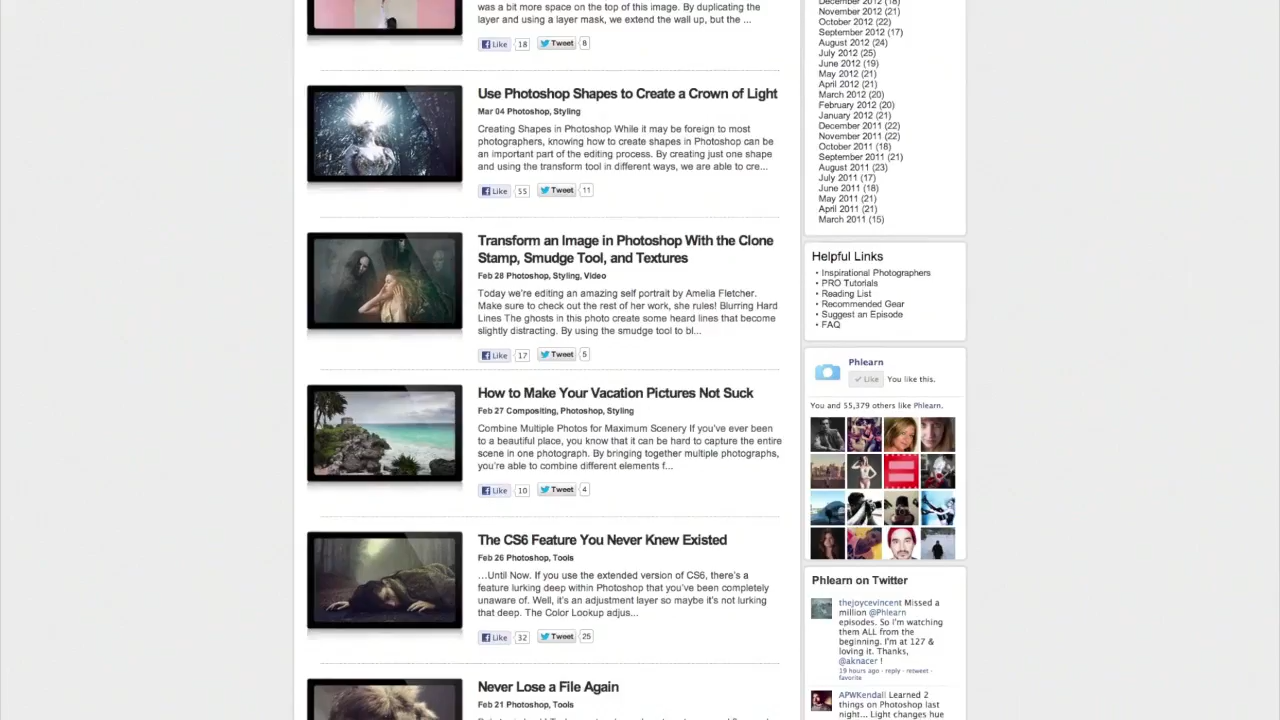 was a bit more space on the top of this image. By duplicating the
layer and using a layer mask, we extend the wall up, but the ...
Like 18 Tweet 8
Use Photoshop Shapes to Create a Crown of Light
Mar 04 Photoshop, Styling
Creating Shapes in Photoshop While it may be foreign to most
photographers, knowing how to create shapes in Photoshop can be
an important part of the editing process. By creating just one shape
and using the transform tool in different ways, we are able to cre...
Like 55 Tweet 11
Transform an Image in Photoshop With the Clone
Stamp, Smudge Tool, and Textures
Feb 28 Photoshop, Styling, Video
Today we're editing an amazing self portrait by Amelia Fletcher.
Make sure to check out the rest of her work, she rules! Blurring Hard
Lines The ghosts in this photo create some heard lines that become
slightly distracting. By using the smudge tool to bl...
Like 17 Tweet 5
How to Make Your Vacation Pictures Not Suck
Feb 27 Compositing, Photoshop, Styling
Combine Multiple Photos for Maximum Scenery If you've ever been
to a beautiful place, you know that it can be hard to capture the entire
scene in one photograph. By bringing together multiple photographs,
you're able to combine different elements f...
Like 10 Tweet 4
The CS6 Feature You Never Knew Existed
Feb 26 Photoshop, Tools
...Until Now. If you use the extended version of CS6, there's a
feature lurking deep within Photoshop that you've been completely
unaware of. Well, it's an adjustment layer so maybe it's not lurking
that deep. The Color Lookup adjus...
Like 32 Tweet 25
Never Lose a File Again
Feb 21 Photoshop, Tools
December 2012 (18)
November 2012 (21)
October 2012 (22)
September 2012 (17)
August 2012 (24)
July 2012 (25)
June 2012 (19)
May 2012 (21)
April 2012 (21)
March 2012 (20)
February 2012 (20)
January 2012 (21)
December 2011 (22)
November 2011 (22)
October 2011 (18)
September 2011 (21)
August 2011 (23)
July 2011 (17)
June 2011 (18)
May 2011 (21)
April 2011 (21)
March 2011 (15)
Helpful Links
• Inspirational Photographers
• PRO Tutorials
• Reading List
• Recommended Gear
• Suggest an Episode
• FAQ
Phlearn
Like You like this.
You and 55,379 others like Phlearn.
Phlearn on Twitter
thejoycevincent Missed a
million @Phlearn
episodes. So I'm watching
them ALL from the
beginning. I'm at 127 &
loving it. Thanks,
@aknacer !
19 hours ago · reply · retweet ·
favorite
APWKendall Learned 2
things on Photoshop last
night... Light changes hue